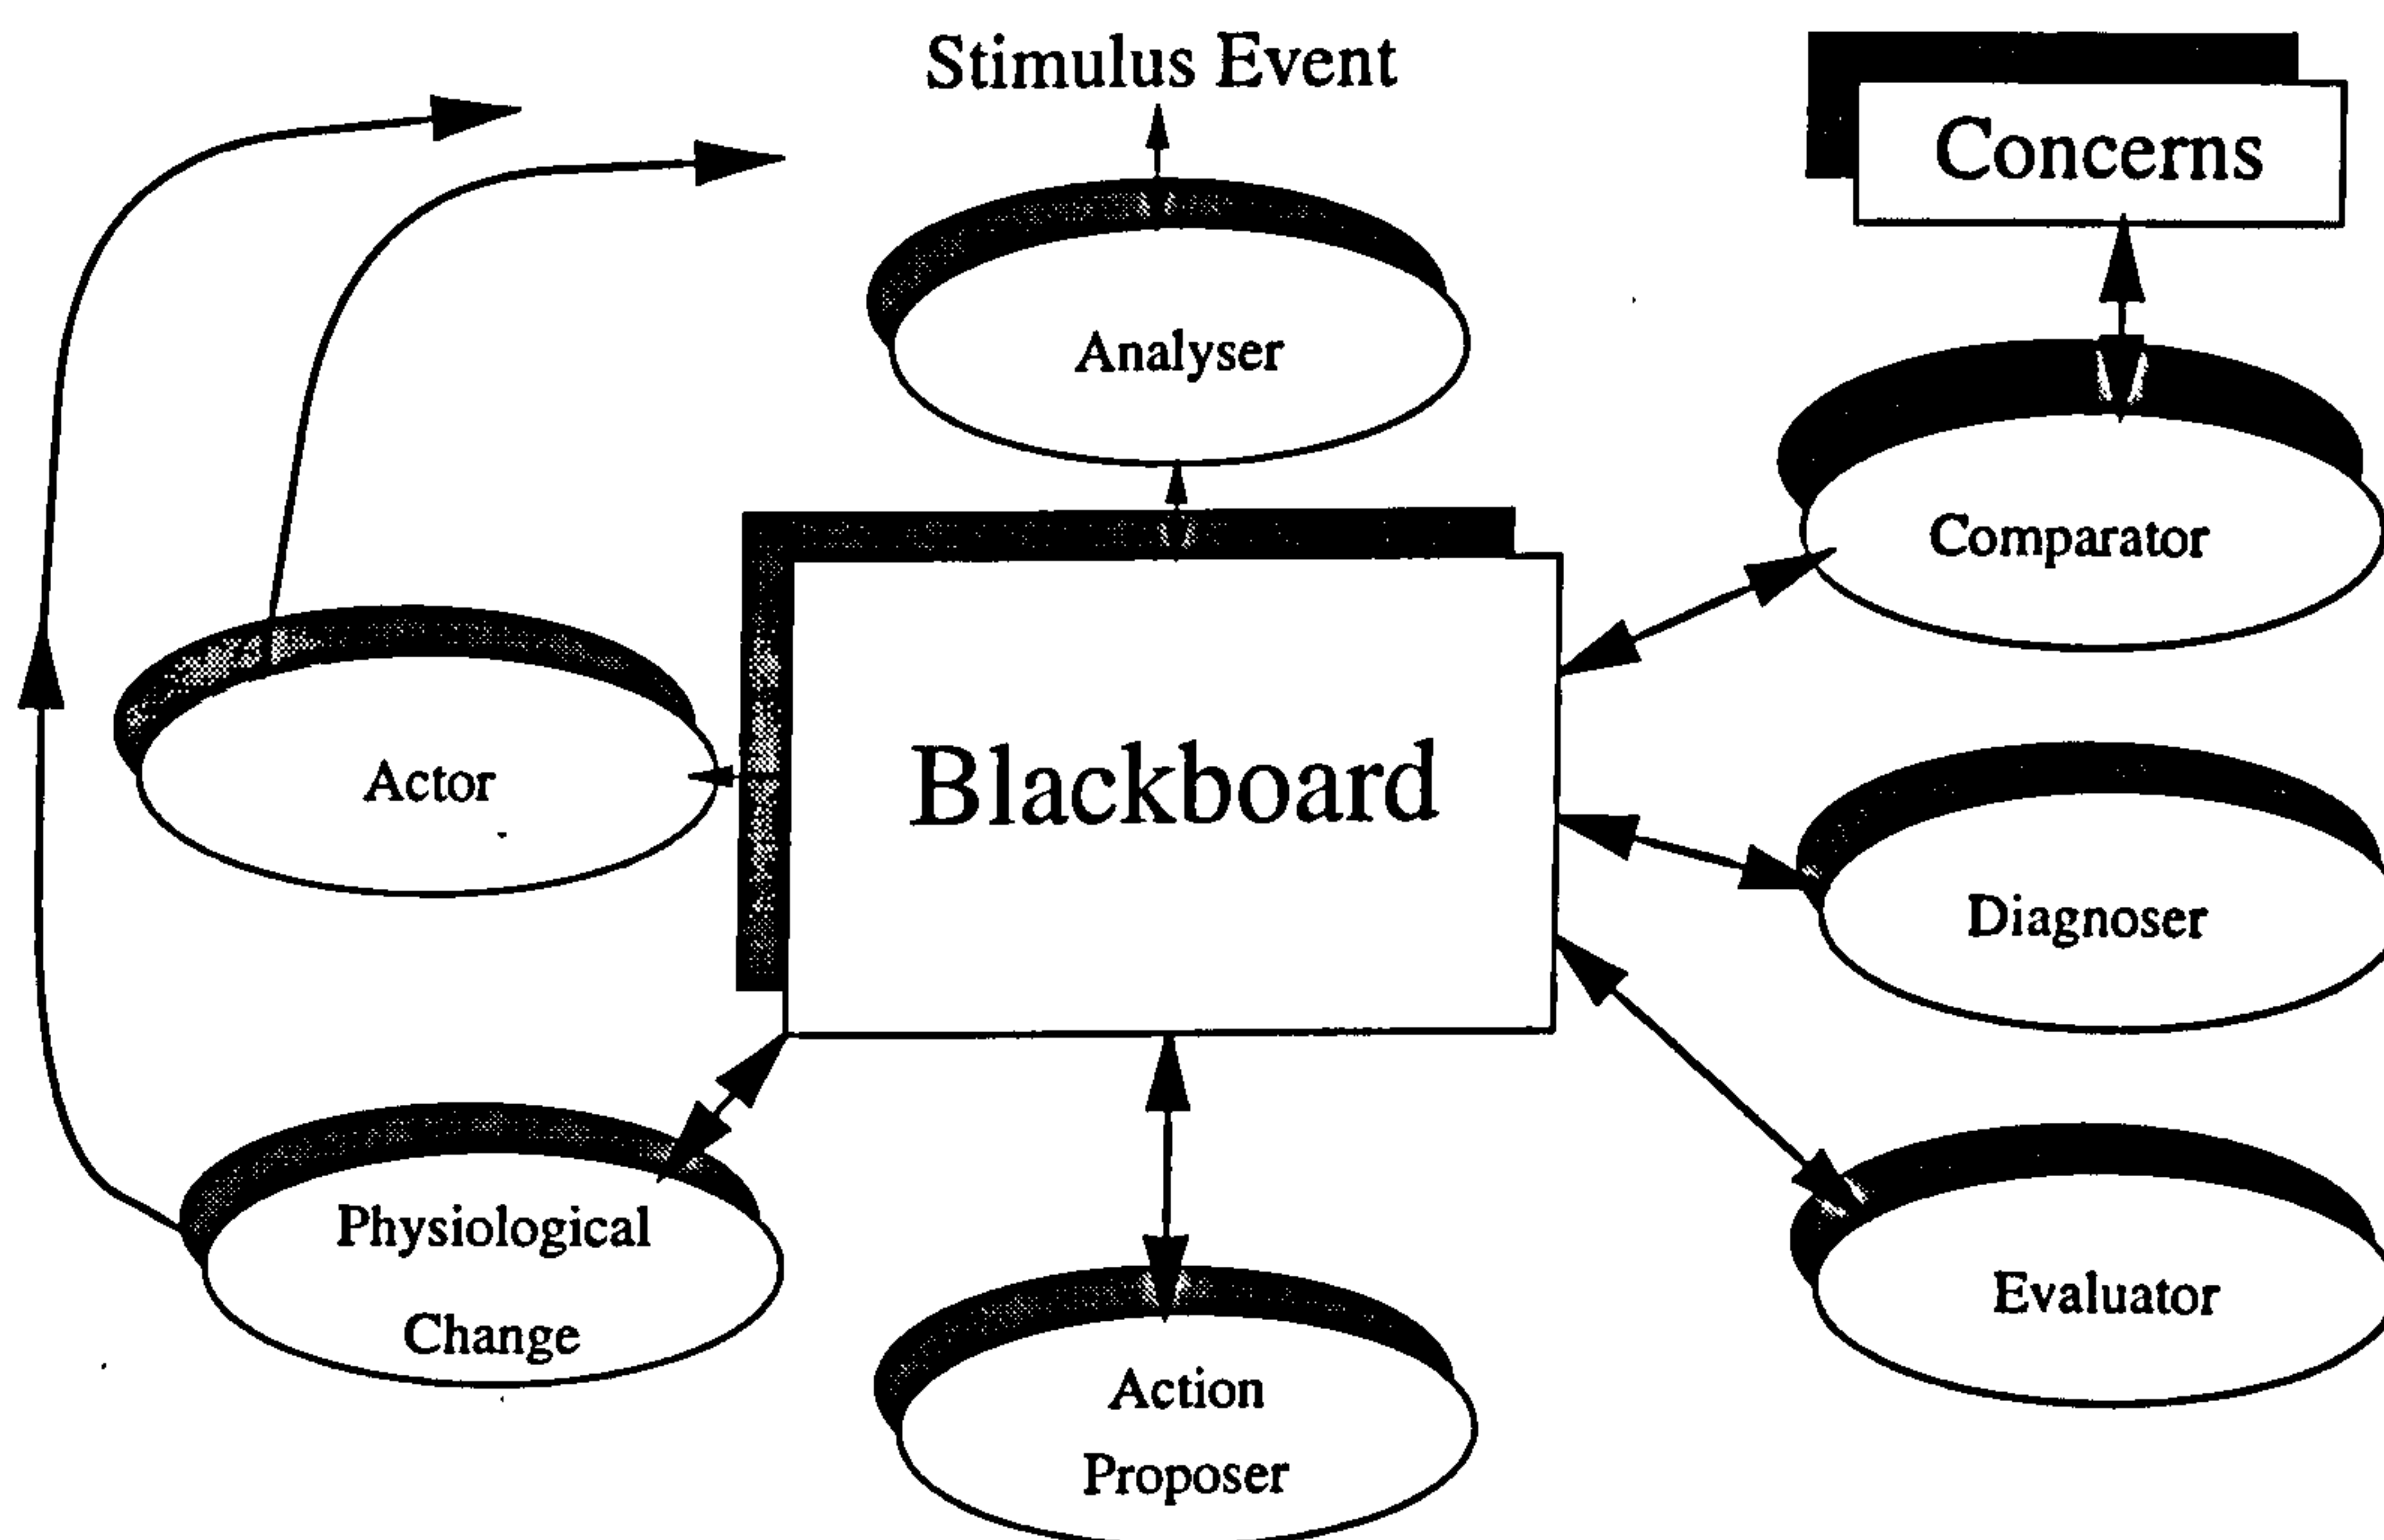 Stimulus Event
Concerns
Analyser
Comparator
Blackboard
Actor
Diagnoser
Physiological
Change
Evaluator
Action
Proposer